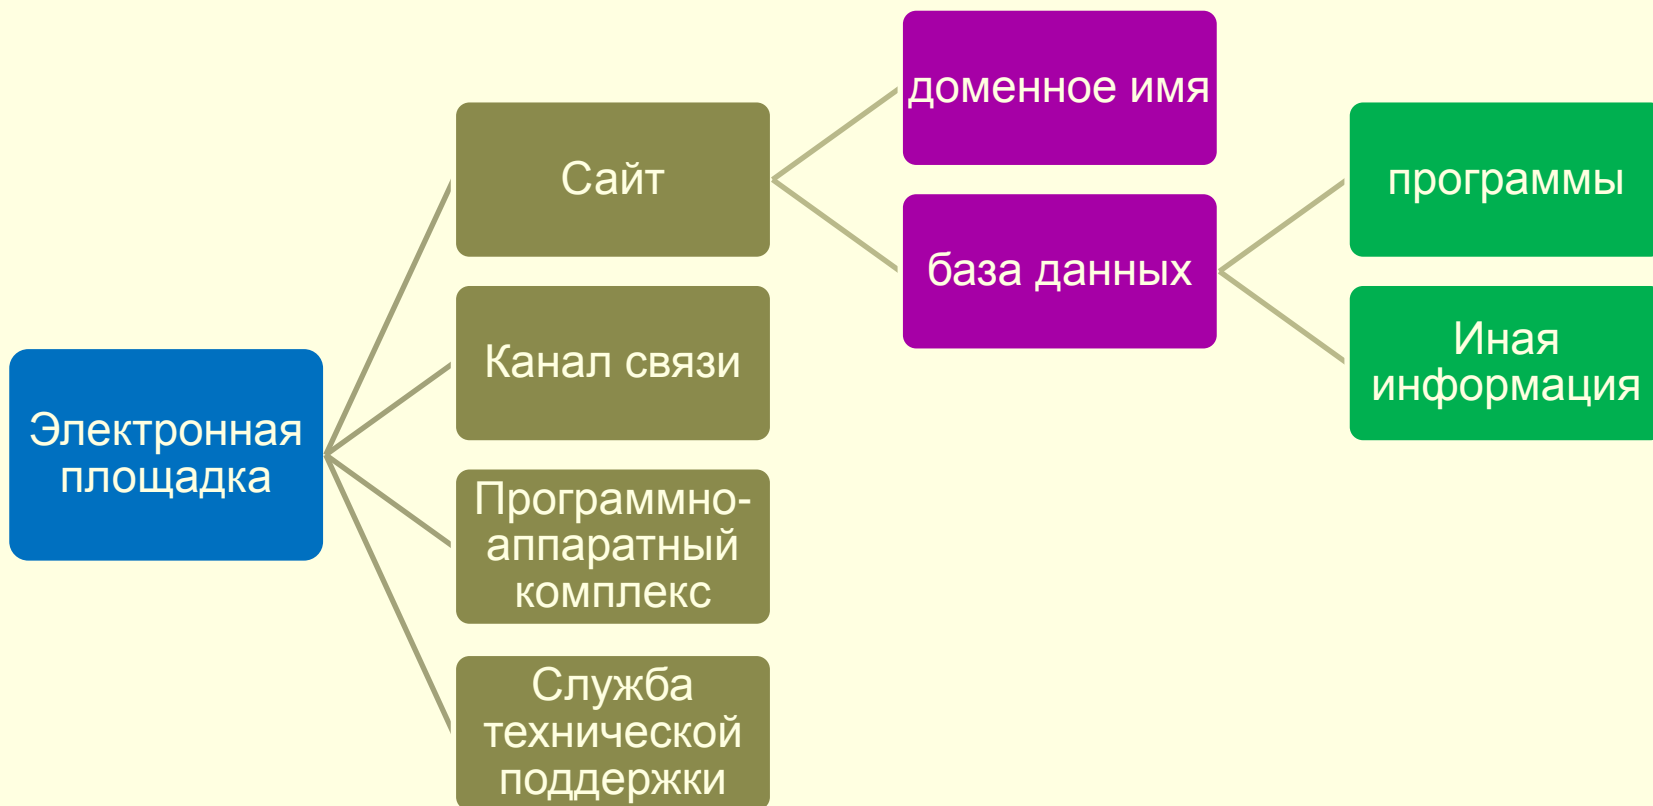 Электронная
площадка
Сайт
Канал связи
Программно-
аппаратный
комплекс
Служба
технической
поддержки
доменное имя
база данных
программы
Иная
информация